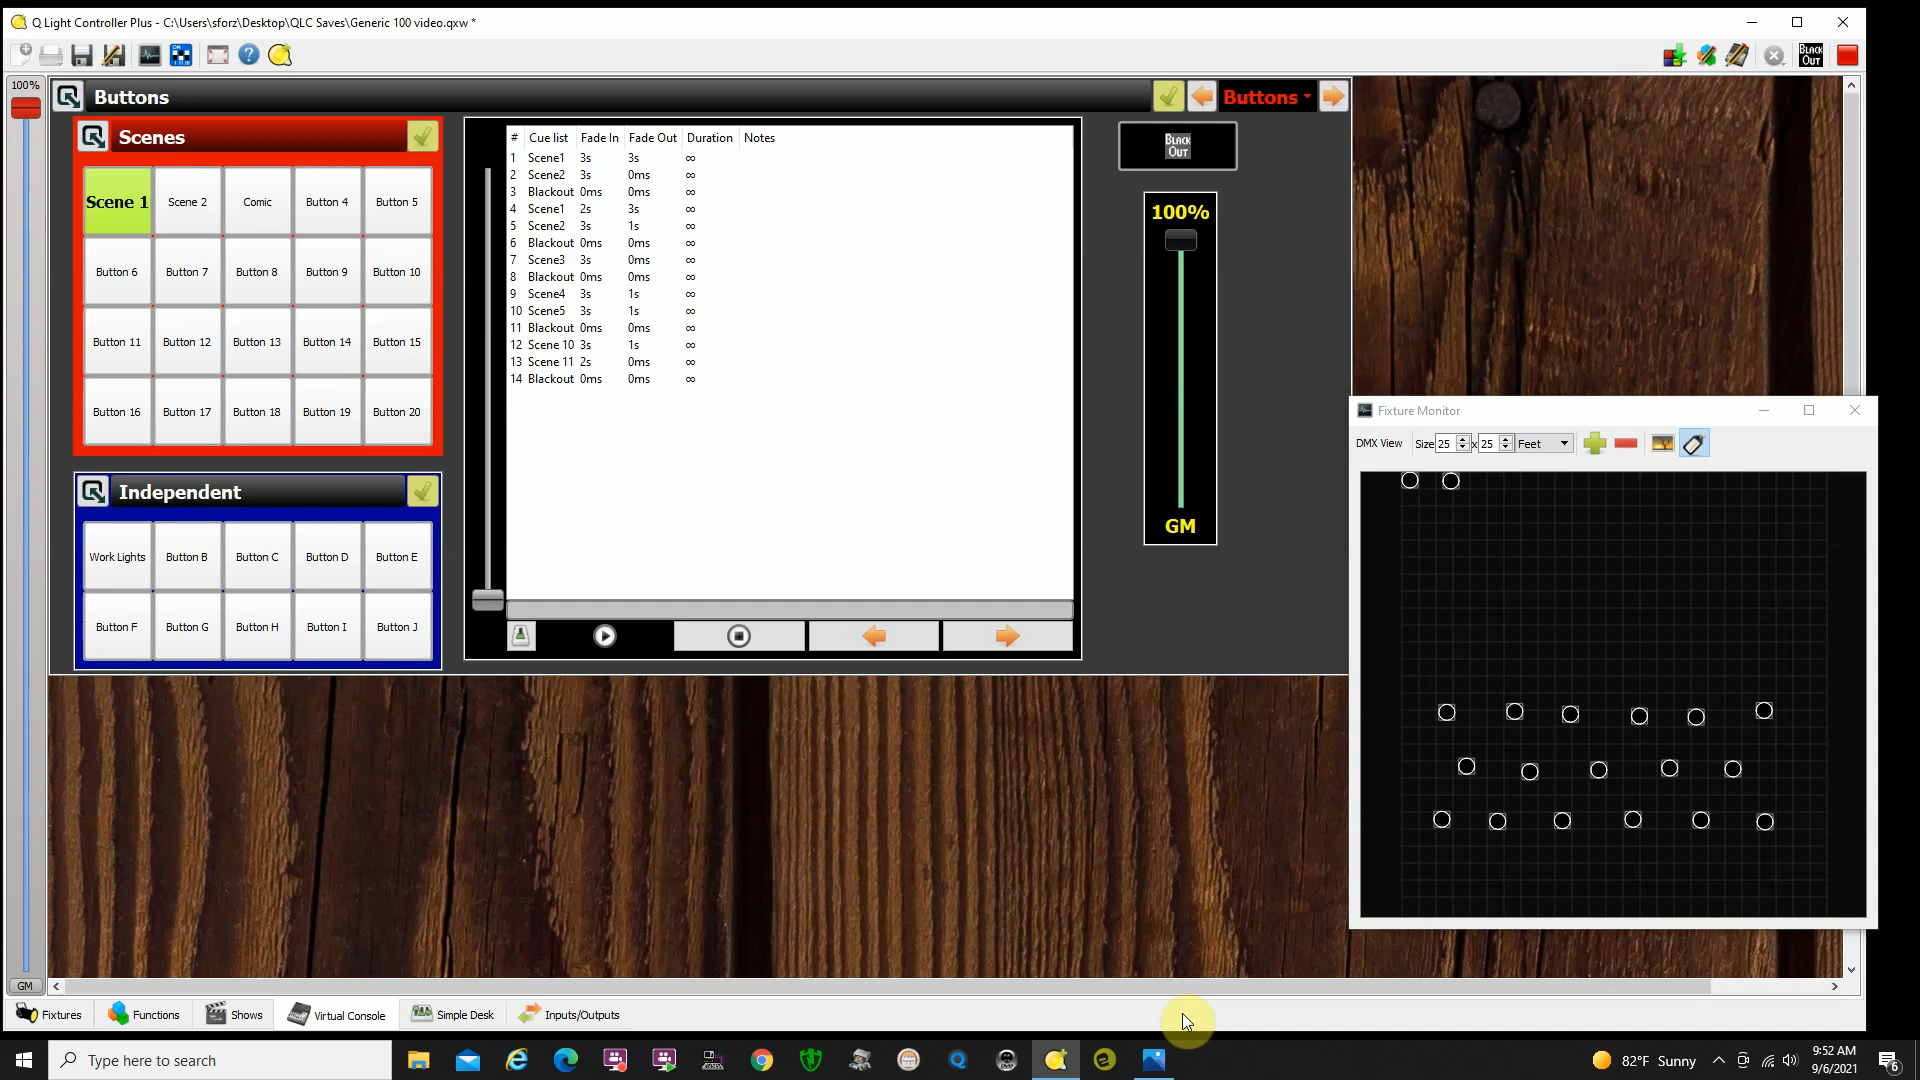 Q Light Controller Plus - C:\Users\sforz\Desktop\QLC Saves\Generic 100 video.qxw *
BLACK OUT
100%
Buttons
Buttons
Scenes
Scene 1
Scene 2
Comic
Button 4
Button 5
Button 6
Button 7
Button 8
Button 9
Button 10
Button 11
Button 12
Button 13
Button 14
Button 15
Button 16
Button 17
Button 18
Button 19
Button 20
Independent
Work Lights
Button B
Button C
Button D
Button E
Button F
Button G
Button H
Button I
Button J
# Cue list Fade In Fade Out Duration Notes
1 Scene1 3s 3s ∞
2 Scene2 3s 0ms ∞
3 Blackout 0ms 0ms ∞
4 Scene1 2s 3s ∞
5 Scene2 3s 1s ∞
6 Blackout 0ms 0ms ∞
7 Scene3 3s 0ms ∞
8 Blackout 0ms 0ms ∞
9 Scene4 3s 1s ∞
10 Scene5 3s 1s ∞
11 Blackout 0ms 0ms ∞
12 Scene 10 3s 1s ∞
13 Scene 11 2s 0ms ∞
14 Blackout 0ms 0ms ∞
BLACK
OUT
100%
GM
Fixture Monitor
DMX View Size 25 x 25 Feet
GM
Fixtures
Functions
Shows
Virtual Console
Simple Desk
Inputs/Outputs
Type here to search
82°F Sunny
9:52 AM
9/6/2021
6